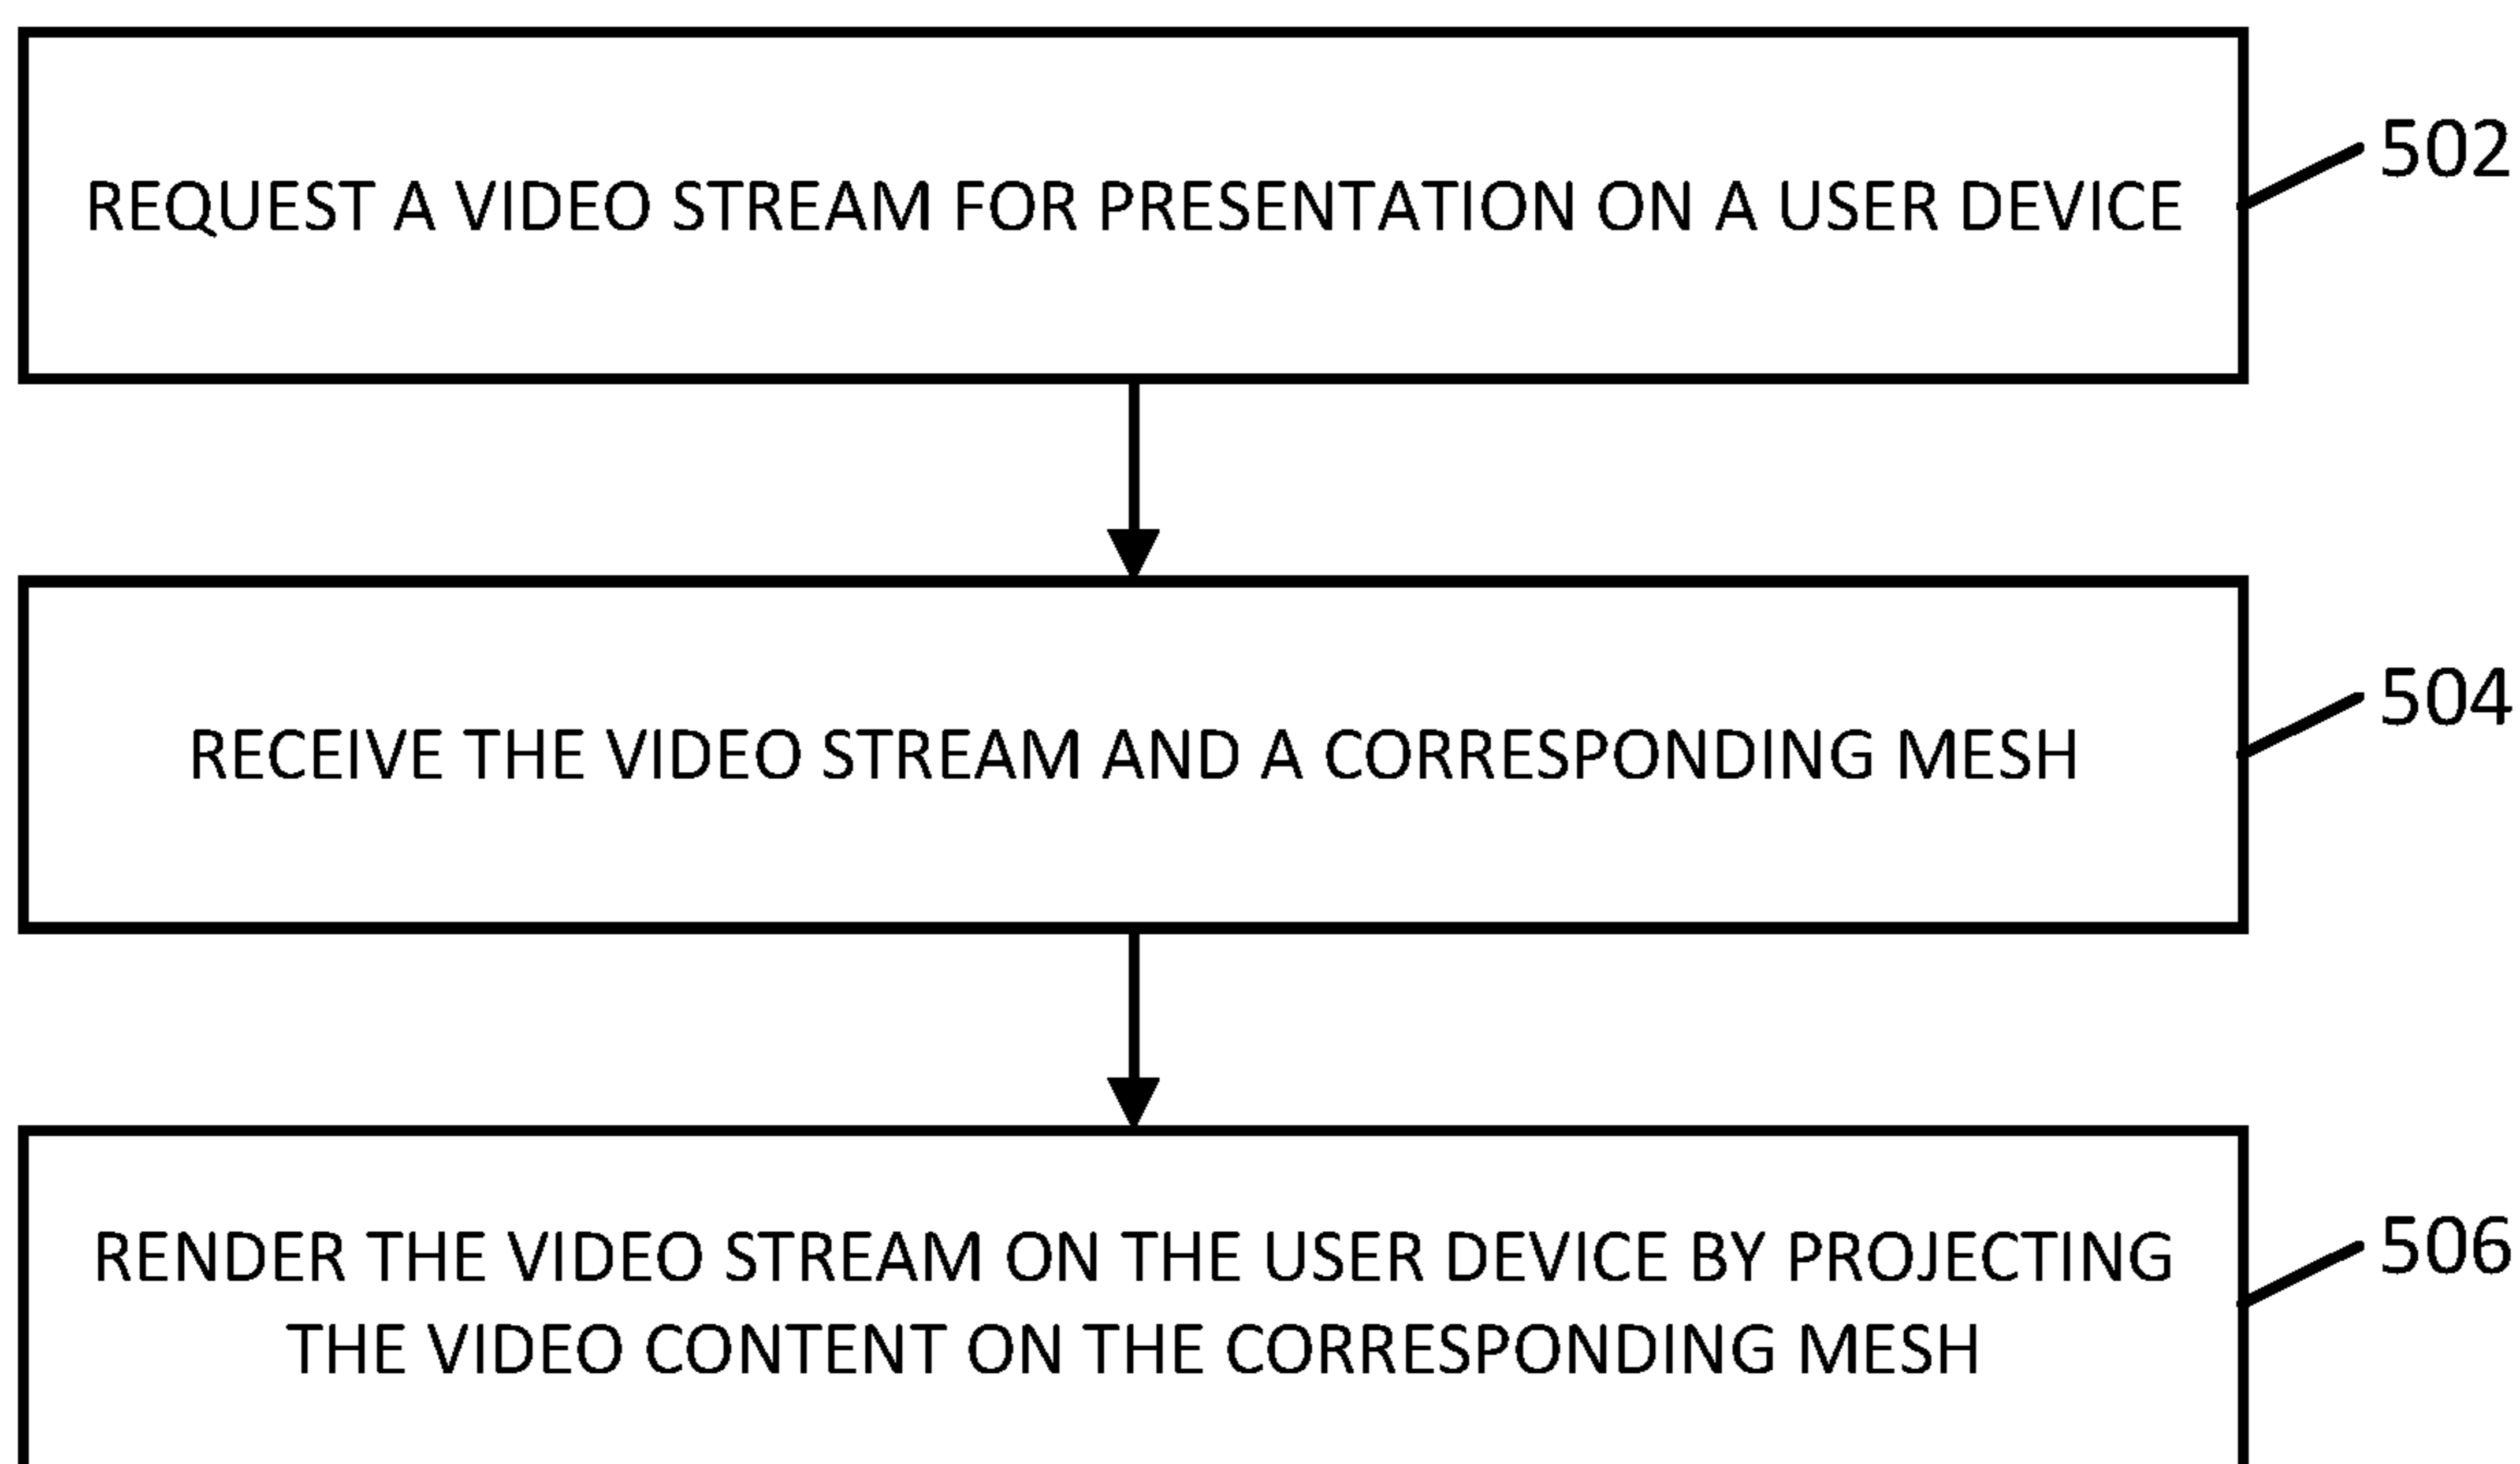 REQUEST A VIDEO STREAM FOR PRESENTATION ON A USER DEVICE
502
RECEIVE THE VIDEO STREAM AND A CORRESPONDING MESH
504
RENDER THE VIDEO STREAM ON THE USER DEVICE BY PROJECTING
THE VIDEO CONTENT ON THE CORRESPONDING MESH
506